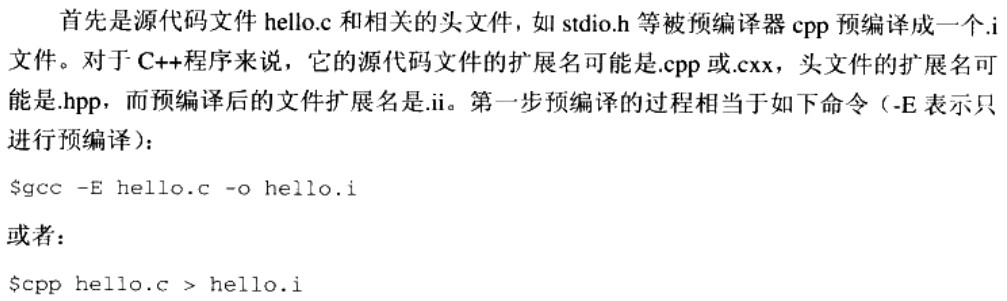 首先是源代码文件 hello.c 和相关的头文件，如 stdio.h 等被预编译器 cpp 预编译成一个.i
文件。对于 C++程序来说，它的源代码文件的扩展名可能是.cpp 或.cxx，头文件的扩展名可
能是.hpp，而预编译后的文件扩展名是.ii。第一步预编译的过程相当于如下命令（-E 表示只
进行预编译）：
$gcc -E hello.c -o hello.i
或者：
$cpp hello.c > hello.i